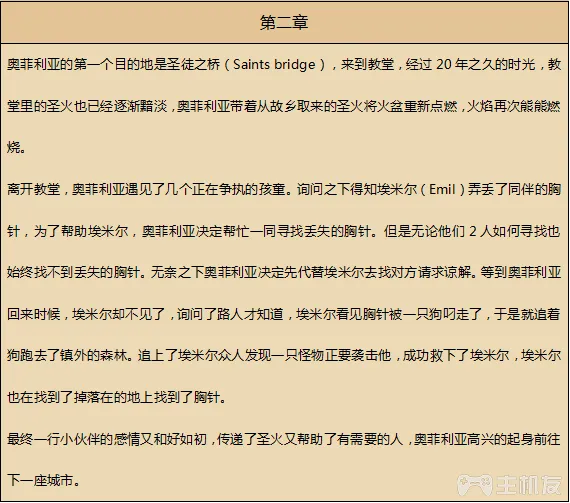 第二章
奥菲利亚的第一个目的地是圣徒之桥（Saints bridge），来到教堂，经过 20 年之久的时光，教
堂里的圣火也已经逐渐黯淡，奥菲利亚带着从故乡取来的圣火将火盆重新点燃，火焰再次能能燃
烧。
离开教堂，奥菲利亚遇见了几个正在争执的孩童。询问之下得知埃米尔（Emil）弄丢了同伴的胸
针，为了帮助埃米尔，奥菲利亚决定帮忙一同寻找丢失的胸针。但是无论他们 2 人如何寻找也
始终找不到丢失的胸针。无奈之下奥菲利亚决定先代替埃米尔去找对方请求谅解。等到奥菲利亚
回来时候，埃米尔却不见了，询问了路人才知道，埃米尔看见胸针被一只狗叼走了，于是就追着
狗跑去了镇外的森林。追上了埃米尔众人发现一只怪物正要袭击他，成功救下了埃米尔，埃米尔
也在找到了掉落在的地上找到了胸针。
最终一行小伙伴的感情又和好如初，传递了圣火又帮助了有需要的人，奥菲利亚高兴的起身前往
下一座城市。
主机友